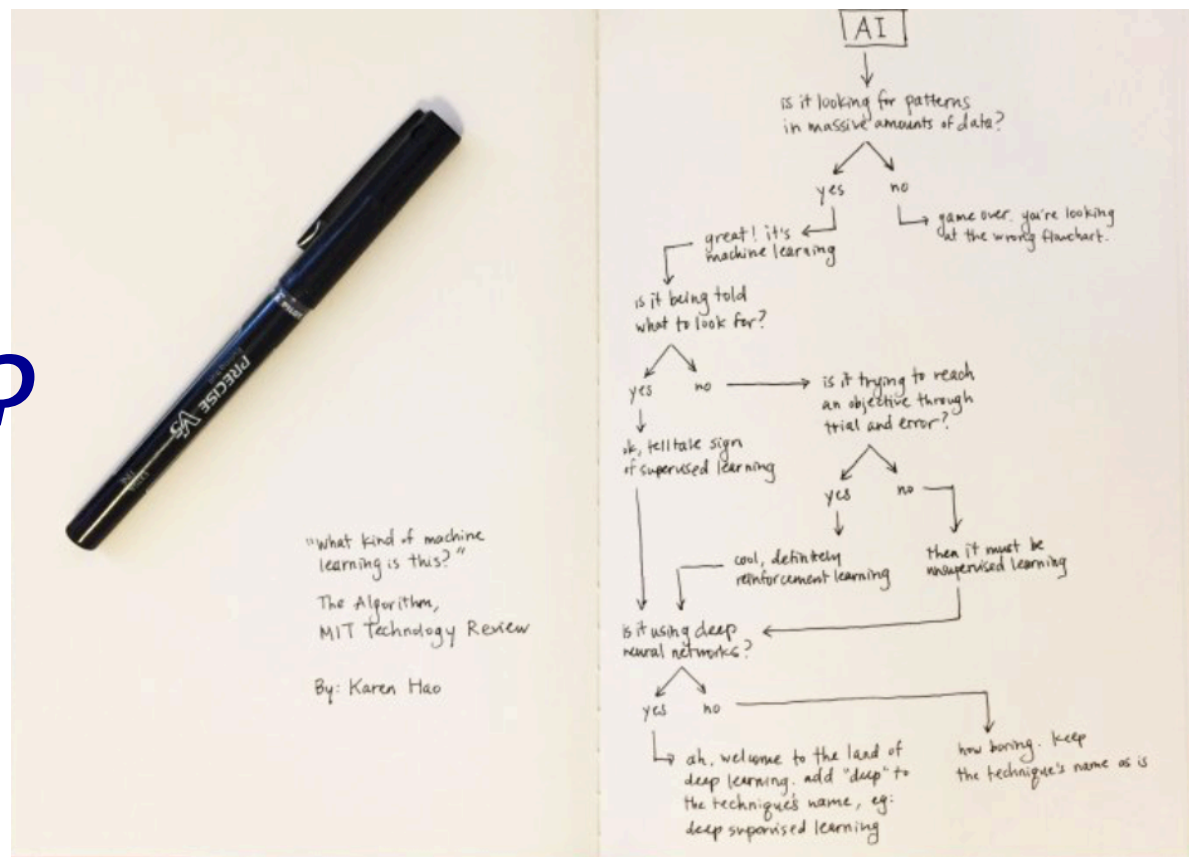 PRECISE V5
"what kind of machine
learning is this?"
The Algorithm,
MIT Technology Review
By: Karen Hao
AI
is it looking for patterns
in massive amounts of data?
yes
no
great! it's
machine learning
game over. you're looking
at the wrong flowchart.
is it being told
what to look for?
yes
no
is it trying to reach
an objective through
trial and error?
ok, telltale sign
of supervised learning
yes
no
cool, definitely
reinforcement learning
then it must be
unsupervised learning
is it using deep
neural networks?
yes
no
ah, welcome to the land of
deep learning. add "deep" to
the technique's name, eg:
deep supervised learning
how boring. keep
the technique's name as is